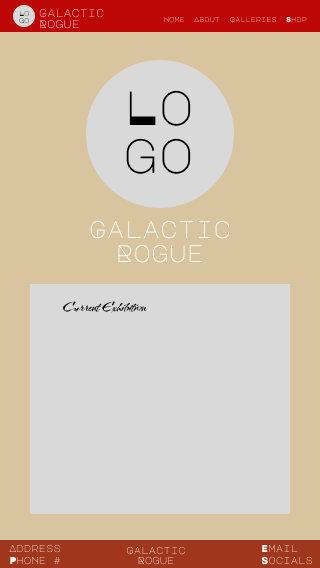 LO
GO
GALACTIC
ROGUE
NOME ABOUT GALLERIES SHOP
LO
GO
GALACTIC
ROGUE
Current Exhibition
ADDRESS
PHONE #
GALACTIC
ROGUE
EMAIL
SOCIALS